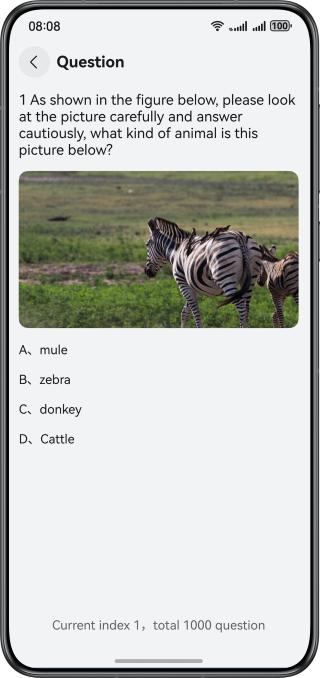 08:08
100
Question
1 As shown in the figure below, please look
at the picture carefully and answer
cautiously, what kind of animal is this
picture below?
A、mule
B、zebra
C、donkey
D、Cattle
Current index 1，total 1000 question